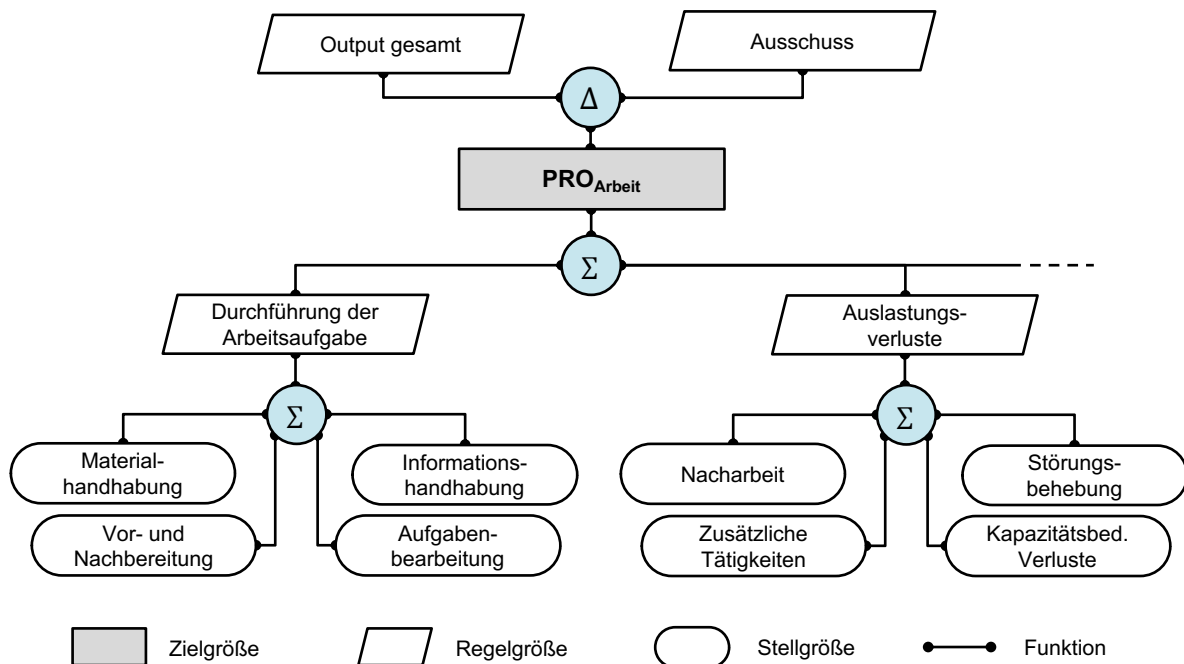 Output gesamt
Ausschuss
Δ
PRO_Arbeit
Σ
Durchführung der
Arbeitsaufgabe
Auslastungs-
verluste
Σ
Σ
Material-
handhabung
Informations-
handhabung
Vor- und
Nachbereitung
Aufgaben-
bearbeitung
Nacharbeit
Störungs-
behebung
Zusätzliche
Tätigkeiten
Kapazitätsbed.
Verluste
Zielgröße
Regelgröße
Stellgröße
Funktion